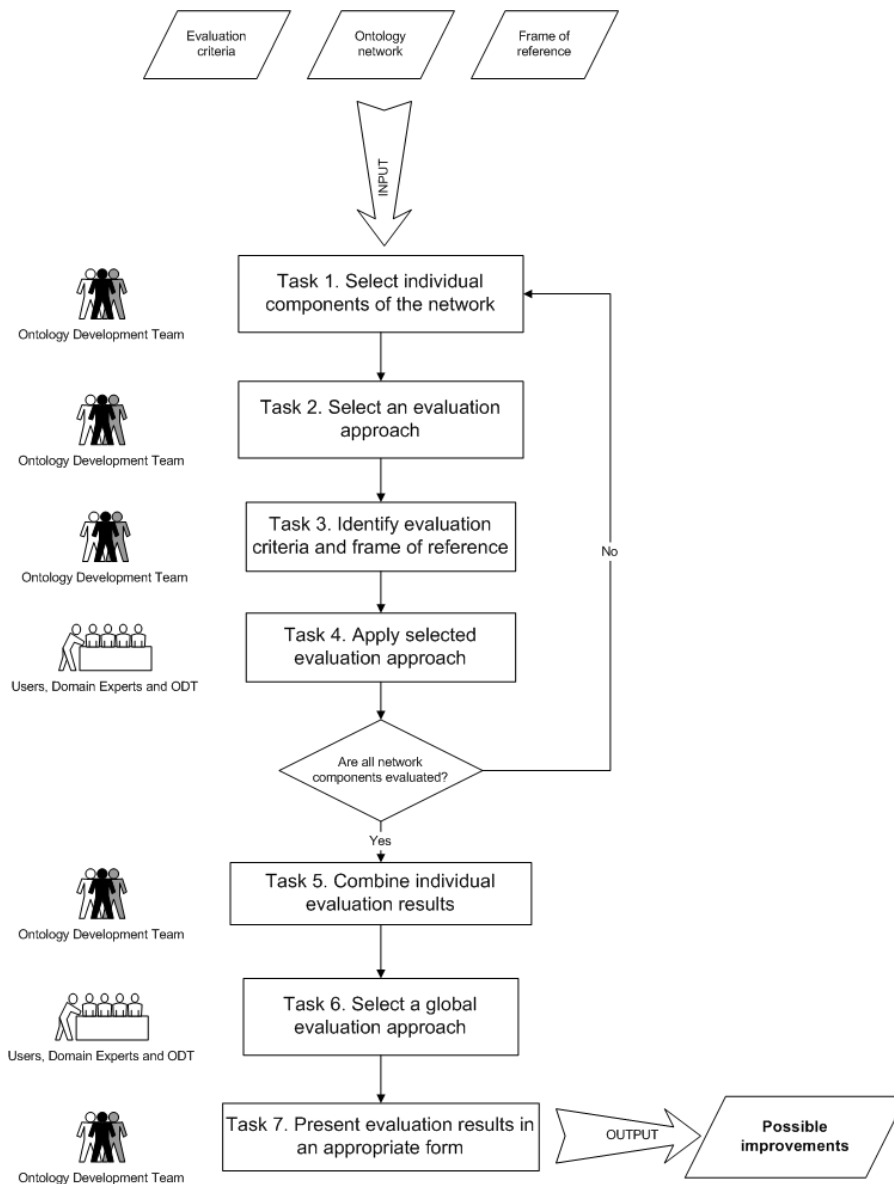 Evaluation
criteria
Ontology
network
Frame of
reference
INPUT
Ontology Development Team
Task 1. Select individual
components of the network
Ontology Development Team
Task 2. Select an evaluation
approach
Ontology Development Team
Task 3. Identify evaluation
criteria and frame of reference
No
Users, Domain Experts and ODT
Task 4. Apply selected
evaluation approach
Are all network
components evaluated?
Yes
Ontology Development Team
Task 5. Combine individual
evaluation results
Users, Domain Experts and ODT
Task 6. Select a global
evaluation approach
Ontology Development Team
Task 7. Present evaluation results in
an appropriate form
OUTPUT
Possible
improvements